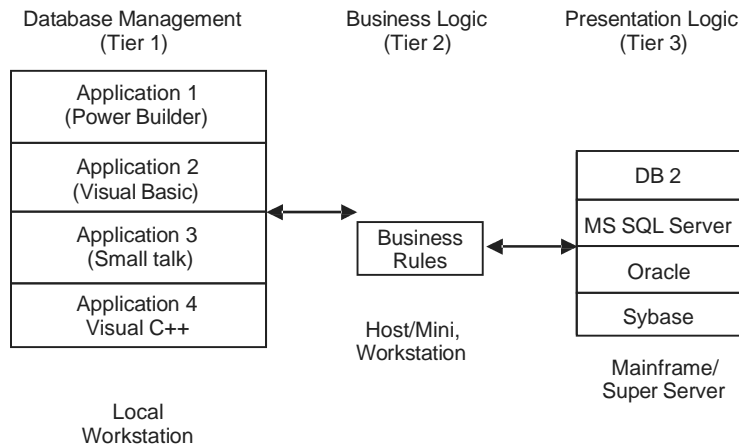 Database Management
(Tier 1)
Business Logic
(Tier 2)
Presentation Logic
(Tier 3)
Application 1
(Power Builder)
Application 2
(Visual Basic)
Application 3
(Small talk)
Application 4
Visual C++
Local
Workstation
Business
Rules
Host/Mini,
Workstation
DB 2
MS SQL Server
Oracle
Sybase
Mainframe/
Super Server